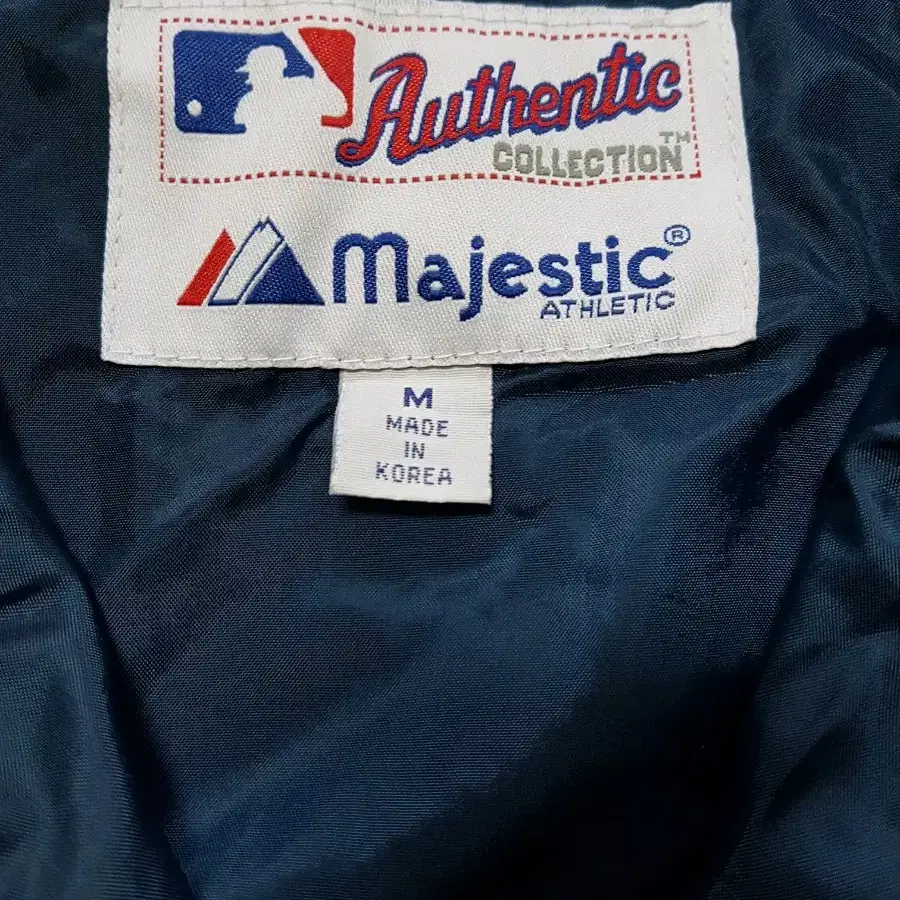 Authentic
COLLECTION™
Majestic®
ATHLETIC
M
MADE
IN
KOREA